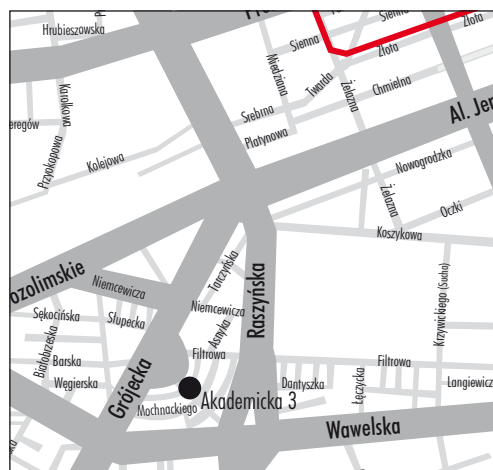 Hrubieszowska
Sienna
Sienna
Złota
Złota
Karolkowa
Miedziana
Twarda
Żelazna
Chmielna
Srebrna
Platynowa
Al. Jer
eregów
Przyokopowa
Kolejowa
Nowogrodzka
Żelazna
Oczki
Koszykowa
ozolimskie
Niemcewicza
Tarczyńska
Raszyńska
Krzywickiego (Sucha)
Sękocińska
Słupecka
Niemcewicza
Asnyka
Białobrzeska
Barska
Filtrowa
Filtrowa
Węgierska
Grójecka
Mochnackiego
Akademicka 3
Dantyszka
Łęczycka
Langiewicz
Wawelska